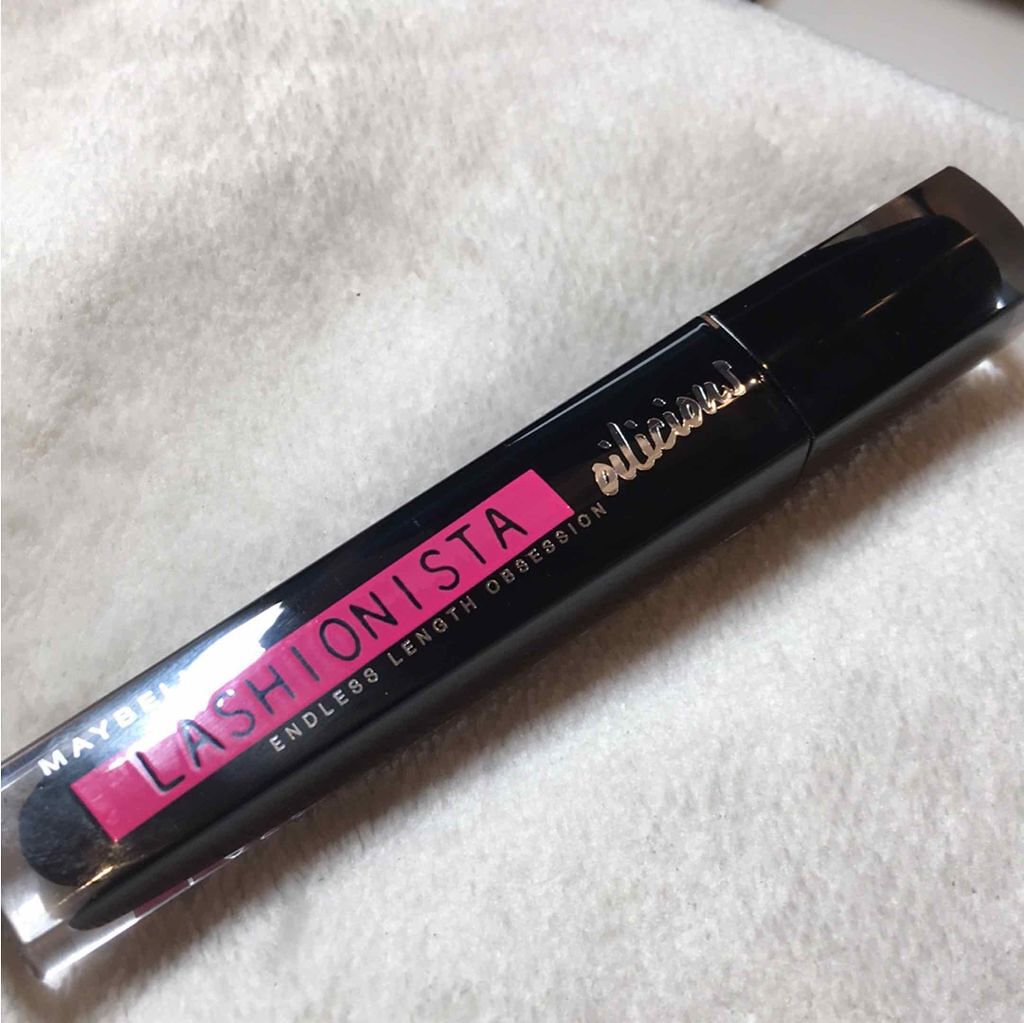 MAYBEL
LASHIONISTA
ENDLESS LENGTH OBSESSION
oilicious